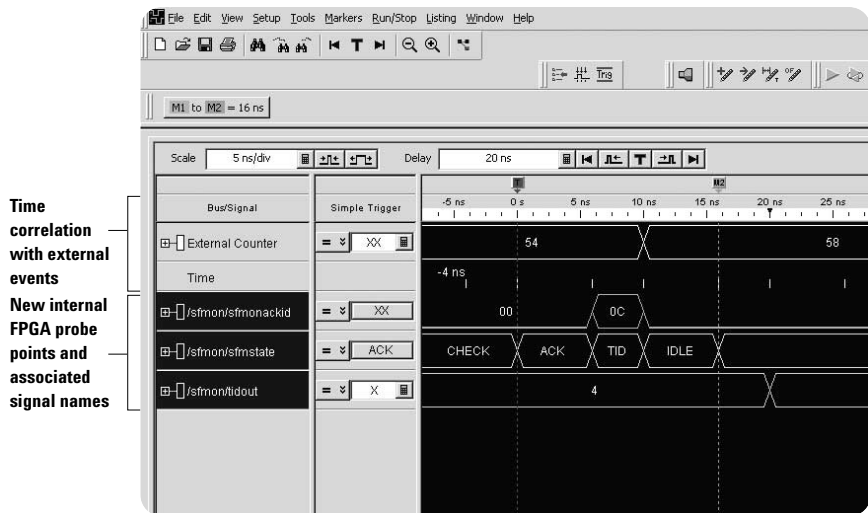 File Edit View Setup Tools Markers Run/Stop Listing Window Help
T
Trig
M1 to M2 = 16 ns
Scale 5 ns/div Delay 20 ns T
M2
Bus/Signal Simple Trigger -5 ns 0 s 5 ns 10 ns 15 ns 20 ns 25 ns
External Counter = XX 54 58
Time -4 ns
/sfmon/sfmonackid = XX 00 0C
/sfmon/sfmstate = ACK CHECK ACK TID IDLE
/sfmon/tidout = X 4
Time
correlation
with external
events
New internal
FPGA probe
points and
associated
signal names